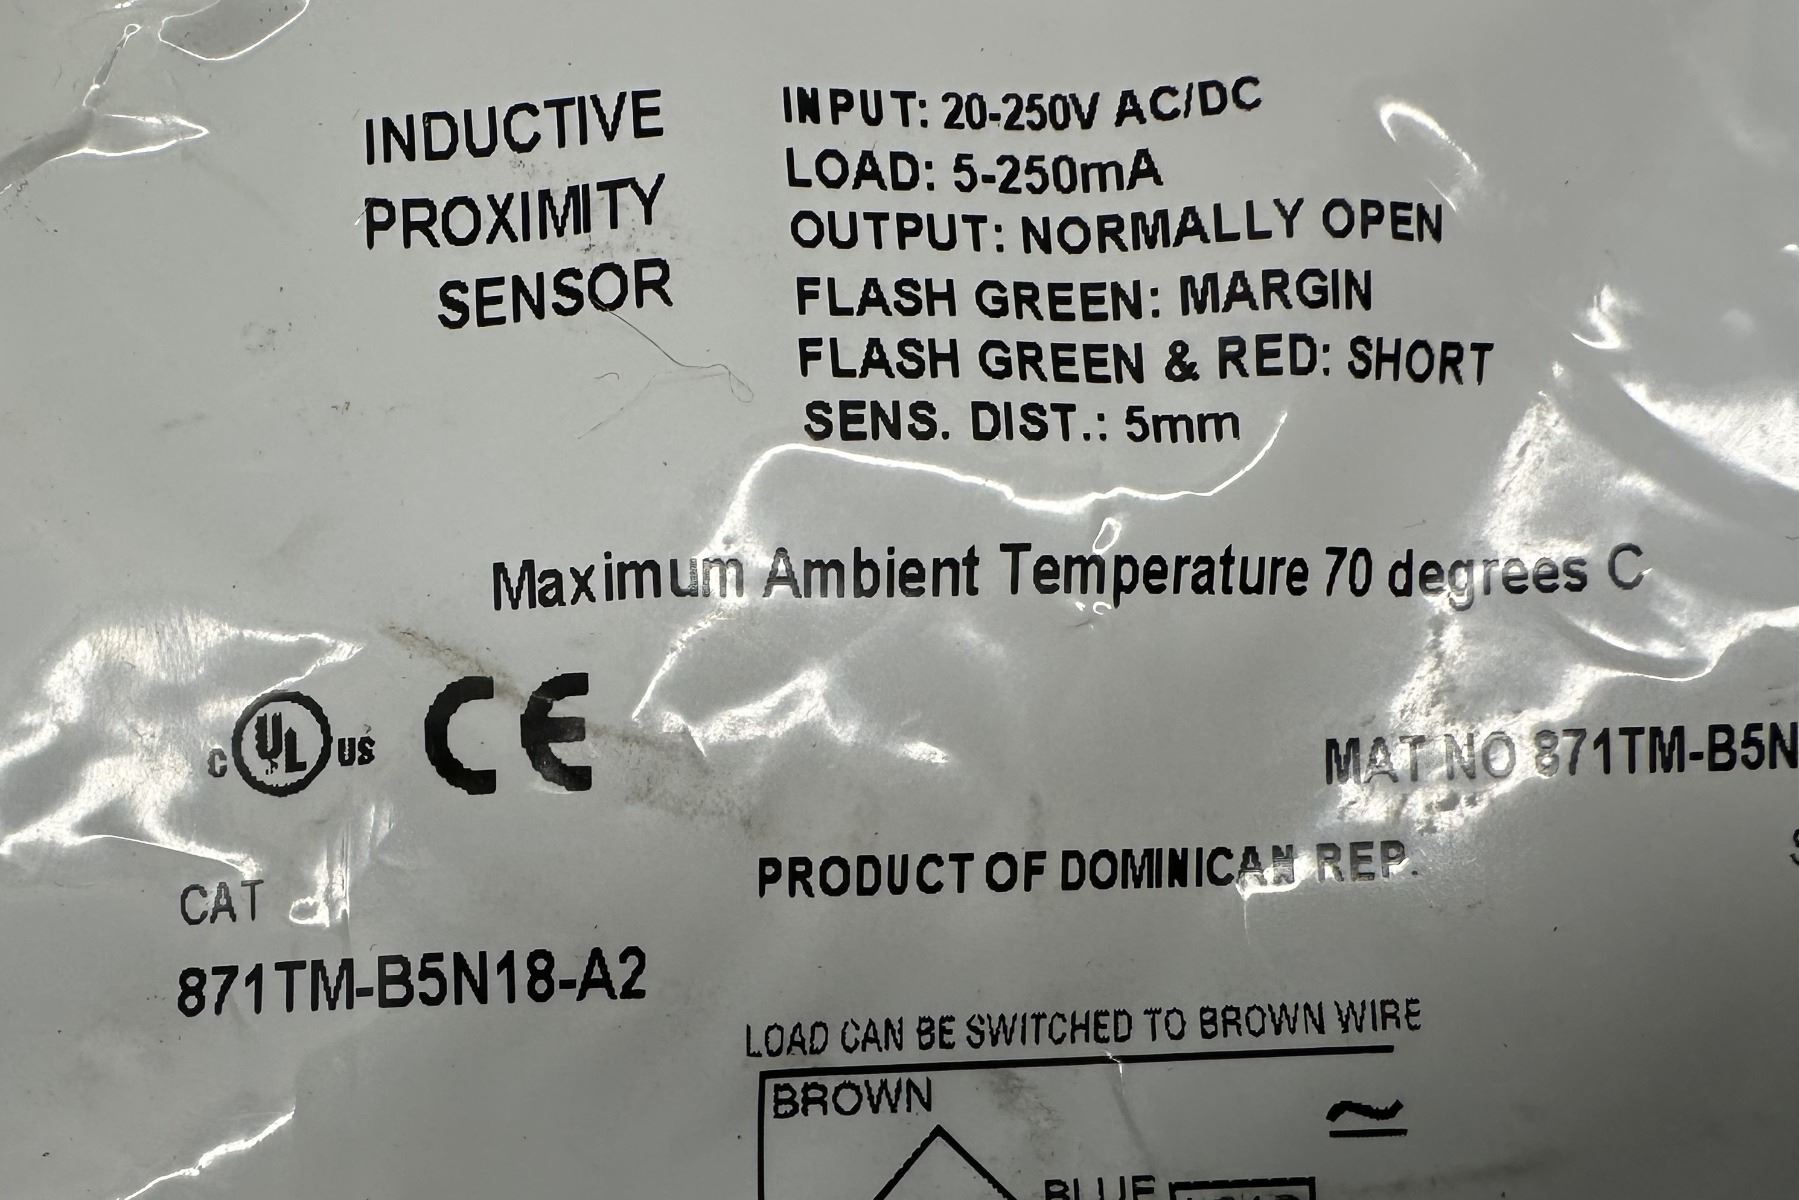 INDUCTIVE
PROXIMITY
SENSOR
INPUT: 20-250V AC/DC
LOAD: 5-250mA
OUTPUT: NORMALLY OPEN
FLASH GREEN: MARGIN
FLASH GREEN & RED: SHORT
SENS. DIST.: 5mm
Maximum Ambient Temperature 70 degrees C
C UL US CE
MAT NO 871TM-B5N
PRODUCT OF DOMINICAN REP.
CAT
871TM-B5N18-A2
LOAD CAN BE SWITCHED TO BROWN WIRE
BROWN
BLUE